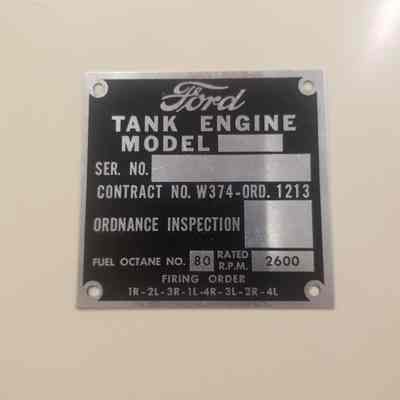 Ford
TANK ENGINE
MODEL
SER. NO.
CONTRACT NO. W374-ORD. 1213
ORDNANCE INSPECTION
FUEL OCTANE NO. 80 RATED R.P.M. 2600
FIRING ORDER
1R-2L-3R-1L-4R-3L-2R-4L